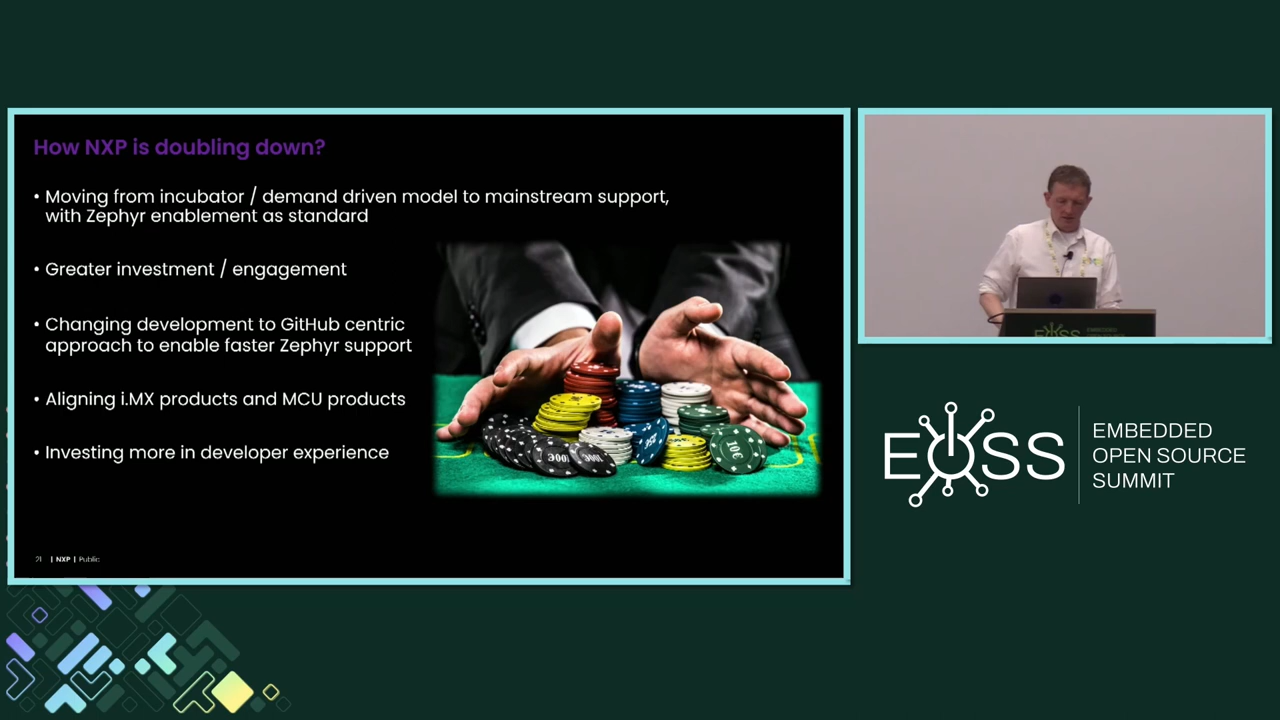 How NXP is doubling down?
• Moving from incubator / demand driven model to mainstream support,
with Zephyr enablement as standard
• Greater investment / engagement
• Changing development to GitHub centric
approach to enable faster Zephyr support
• Aligning i.MX products and MCU products
• Investing more in developer experience
10€
21 | NXP | Public
EOSS
EOSS
EMBEDDED
OPEN SOURCE
SUMMIT